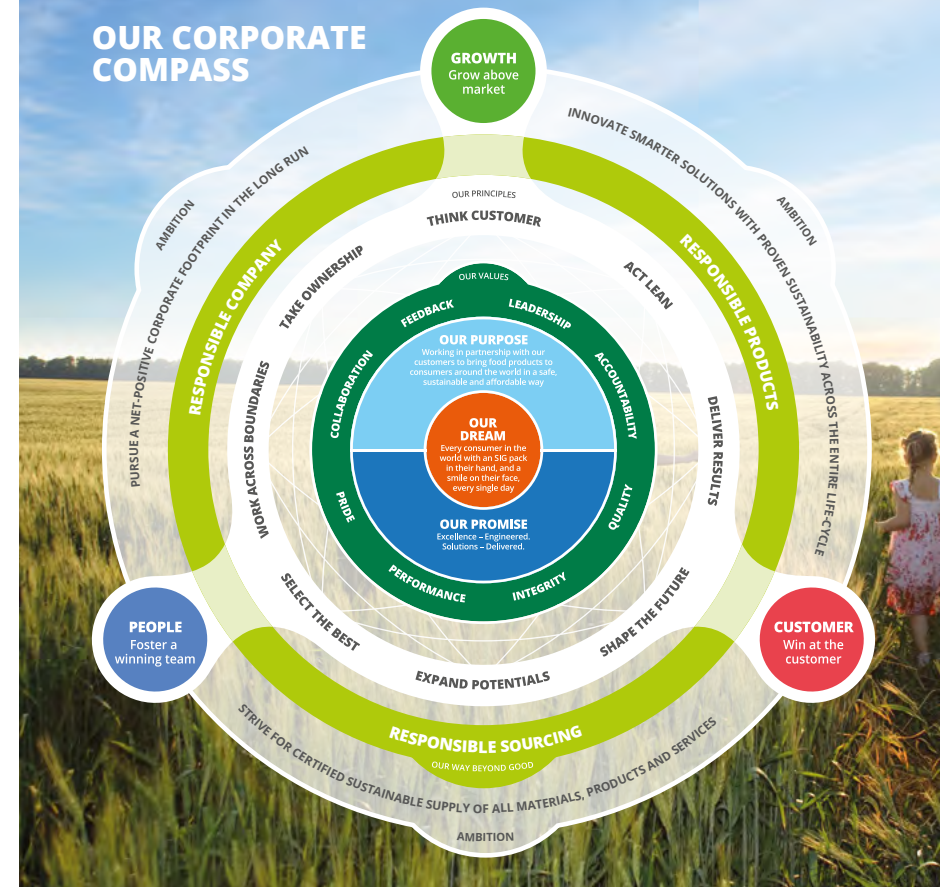 OUR CORPORATE
COMPASS
GROWTH
Grow above
market
INNOVATE SMARTER SOLUTIONS WITH PROVEN SUSTAINABILITY ACROSS THE ENTIRE LIFE-CYCLE
AMBITION
PURSUE A NET-POSITIVE CORPORATE FOOTPRINT IN THE LONG RUN
AMBITION
RESPONSIBLE COMPANY
RESPONSIBLE PRODUCTS
OUR PRINCIPLES
THINK CUSTOMER
ACT LEAN
DELIVER RESULTS
SHAPE THE FUTURE
EXPAND POTENTIALS
SELECT THE BEST
WORK ACROSS BOUNDARIES
TAKE OWNERSHIP
OUR VALUES
LEADERSHIP
ACCOUNTABILITY
QUALITY
INTEGRITY
PERFORMANCE
PRIDE
COLLABORATION
FEEDBACK
OUR PURPOSE
Working in partnership with our
customers to bring food products to
consumers around the world in a safe,
sustainable and affordable way
OUR
DREAM
Every consumer in the
world with an SIG pack
in their hand, and a
smile on their face,
every single day
OUR PROMISE
Excellence – Engineered.
Solutions – Delivered.
PEOPLE
Foster a
winning team
CUSTOMER
Win at the
customer
RESPONSIBLE SOURCING
OUR WAY BEYOND GOOD
STRIVE FOR CERTIFIED SUSTAINABLE SUPPLY OF ALL MATERIALS, PRODUCTS AND SERVICES
AMBITION